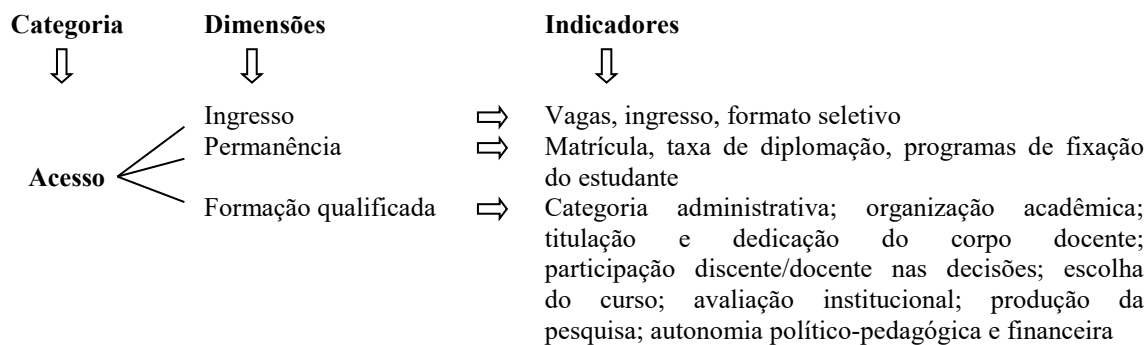 Categoria Dimensões Indicadores
Ingresso Vagas, ingresso, formato seletivo
Permanência Matrícula, taxa de diplomação, programas de fixação
do estudante
Acesso
Formação qualificada Categoria administrativa; organização acadêmica;
titulação e dedicação do corpo docente;
participação discente/docente nas decisões; escolha
do curso; avaliação institucional; produção da
pesquisa; autonomia político-pedagógica e financeira